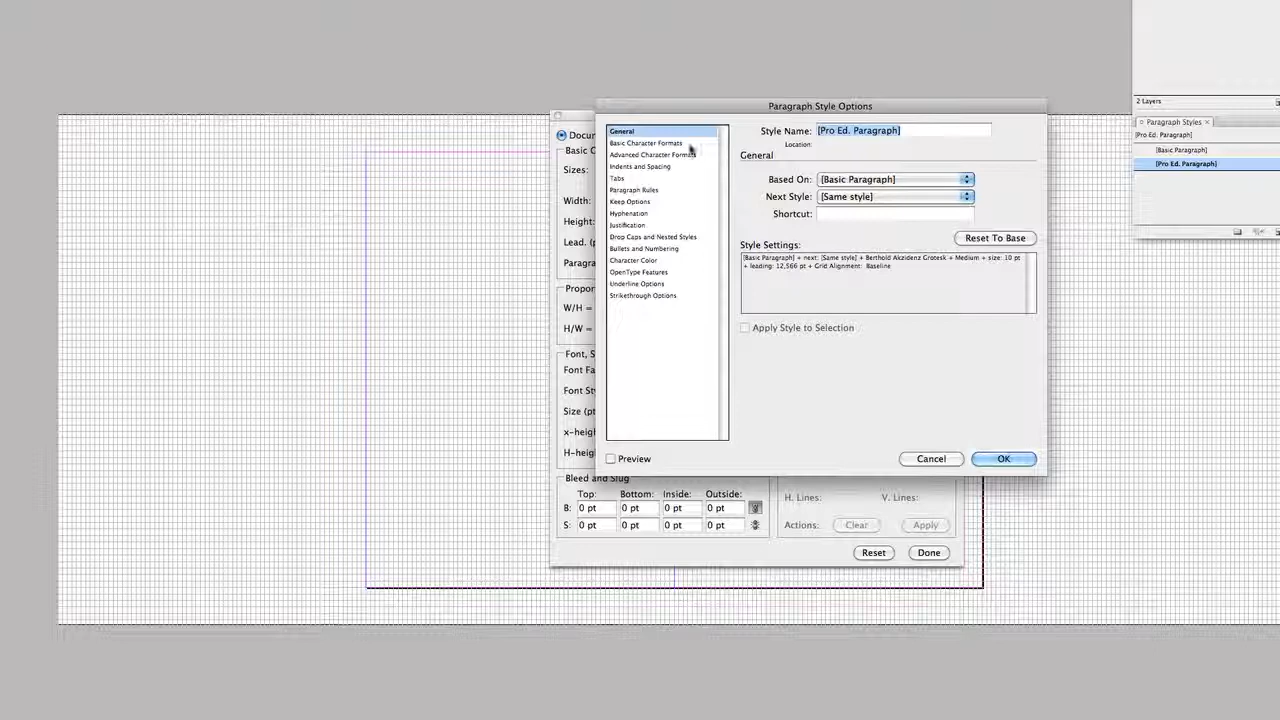 Paragraph Style Options
General
Basic Character Formats
Advanced Character Formats
Indents and Spacing
Tabs
Paragraph Rules
Keep Options
Hyphenation
Justification
Drop Caps and Nested Styles
Bullets and Numbering
Character Color
OpenType Features
Underline Options
Strikethrough Options
Style Name: [Pro Ed. Paragraph]
Location:
General
Based On: [Basic Paragraph]
Next Style: [Same style]
Shortcut:
Reset To Base
Style Settings:
[Basic Paragraph] + next: [Same style] + Berthold Akzidenz Grotesk + Medium + size: 10 pt
+ leading: 12,566 pt + Grid Alignment: Baseline
Apply Style to Selection
Preview
Cancel
OK
Docum
Basic C
Sizes:
Width:
Height:
Lead. (p
Paragra
Propor
W/H =
H/W =
Font, S
Font Fa
Font St
Size (pt
x-heig
H-heig
Bleed and Slug
Top: Bottom: Inside: Outside:
B: 0 pt 0 pt 0 pt 0 pt
S: 0 pt 0 pt 0 pt 0 pt
H. Lines: V. Lines:
Actions: Clear Apply
Reset Done
2 Layers
Paragraph Styles ×
[Pro Ed. Paragraph]
[Basic Paragraph]
[Pro Ed. Paragraph]